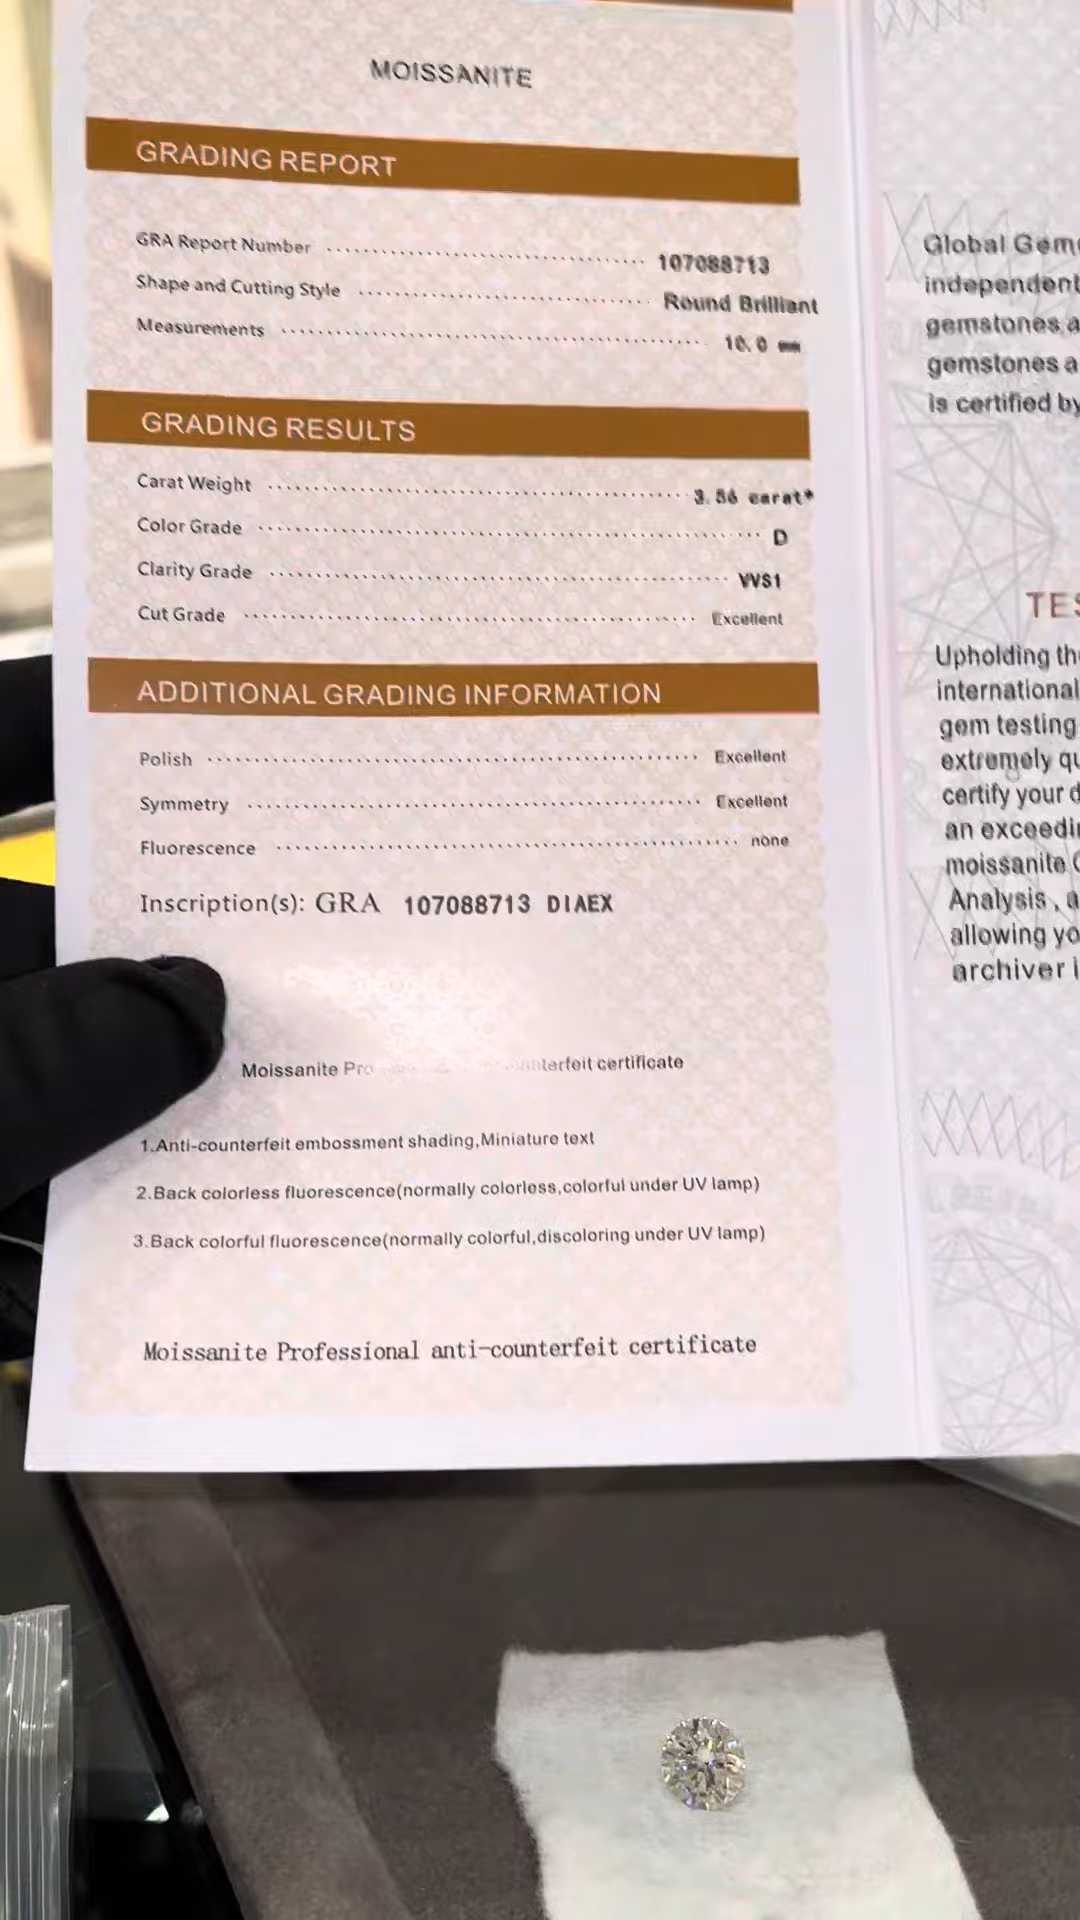 MOISSANITE
GRADING REPORT
GRA Report Number 107088713
Shape and Cutting Style Round Brilliant
Measurements 10.0 mm
GRADING RESULTS
Carat Weight 3.56 carat*
Color Grade D
Clarity Grade VVS1
Cut Grade Excellent
ADDITIONAL GRADING INFORMATION
Polish Excellent
Symmetry Excellent
Fluorescence none
Inscription(s): GRA 107088713 DIAEX
Moissanite Pro certificate
1.Anti-counterfeit embossment shading,Miniature text
2.Back colorless fluorescence(normally colorless,colorful under UV lamp)
3.Back colorful fluorescence(normally colorful,discoloring under UV lamp)
Moissanite Professional anti-counterfeit certificate
Global Gem
independent
gemstones a
gemstones a
is certified by
TES
Upholding the
international
gem testing
extremely qu
certify your d
an exceedin
moissanite
Analysis , a
allowing yo
archiver i